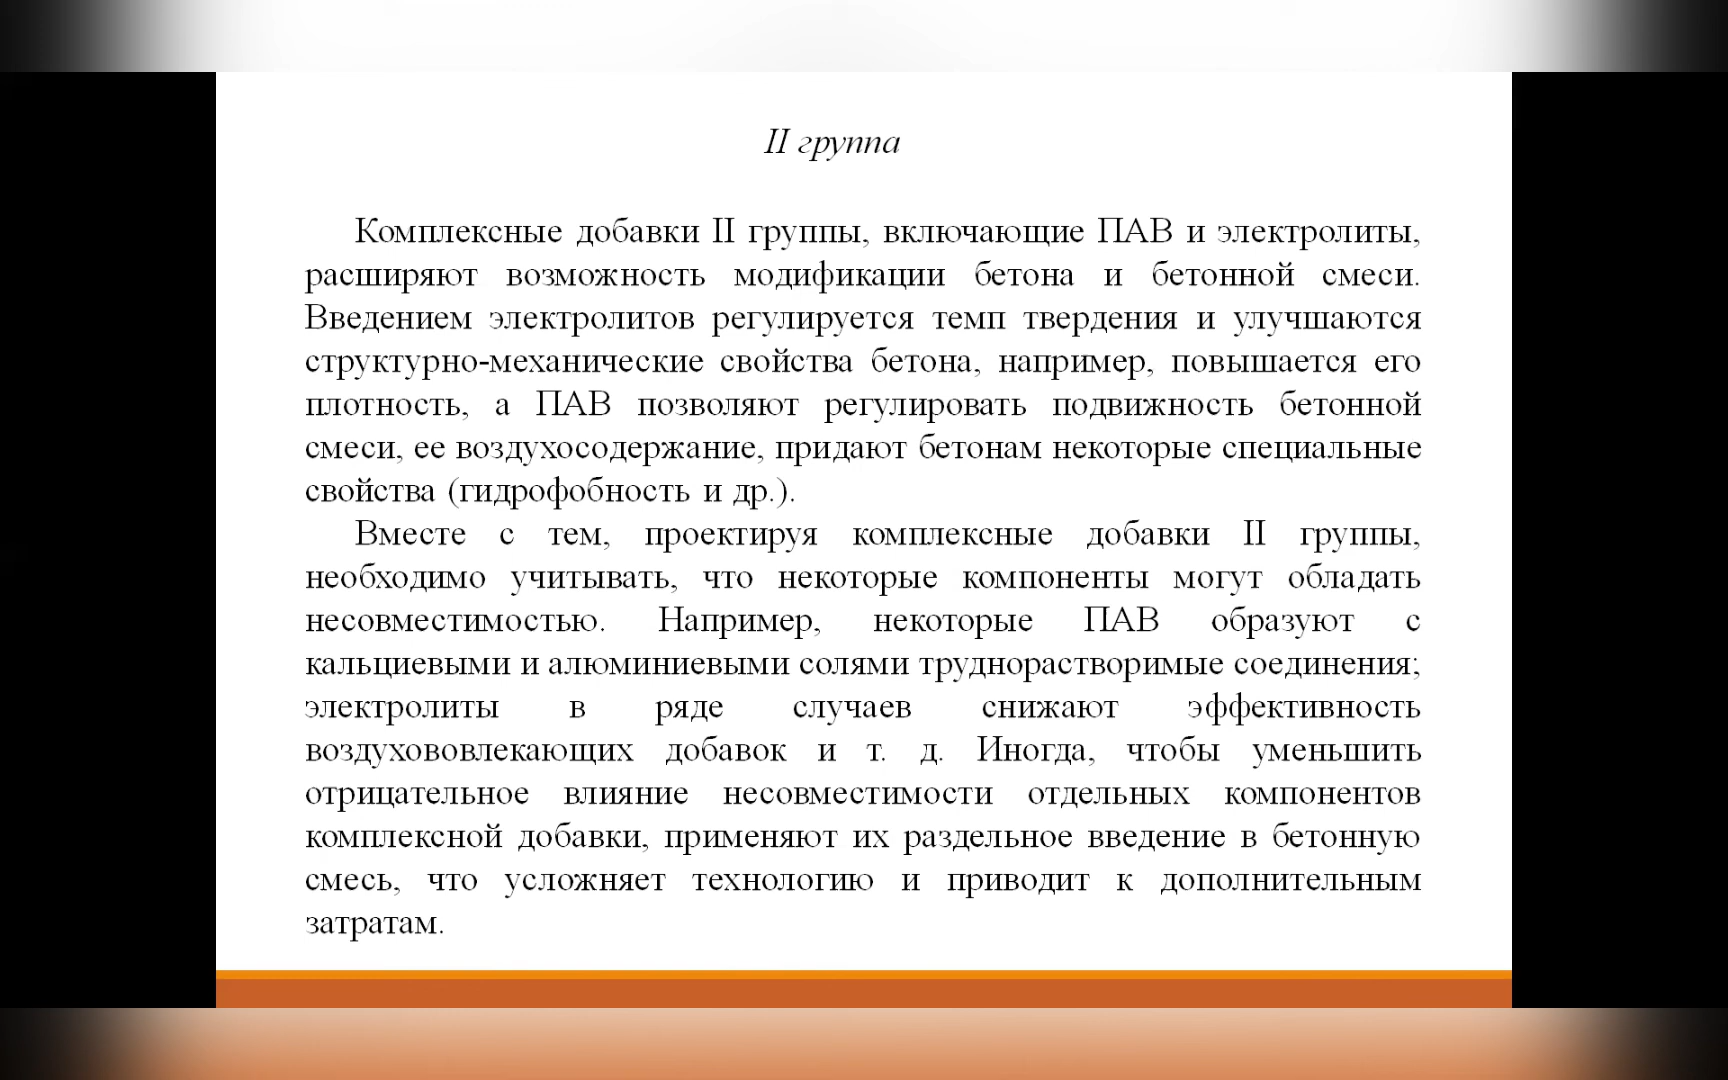 II группа
Комплексные добавки II группы, включающие ПАВ и электролиты,
расширяют возможность модификации бетона и бетонной смеси.
Введением электролитов регулируется темп твердения и улучшаются
структурно-механические свойства бетона, например, повышается его
плотность, а ПАВ позволяют регулировать подвижность бетонной
смеси, ее воздухосодержание, придают бетонам некоторые специальные
свойства (гидрофобность и др.).
Вместе с тем, проектируя комплексные добавки II группы,
необходимо учитывать, что некоторые компоненты могут обладать
несовместимостью. Например, некоторые ПАВ образуют с
кальциевыми и алюминиевыми солями труднорастворимые соединения;
электролиты в ряде случаев снижают эффективность
воздухововлекающих добавок и т. д. Иногда, чтобы уменьшить
отрицательное влияние несовместимости отдельных компонентов
комплексной добавки, применяют их раздельное введение в бетонную
смесь, что усложняет технологию и приводит к дополнительным
затратам.